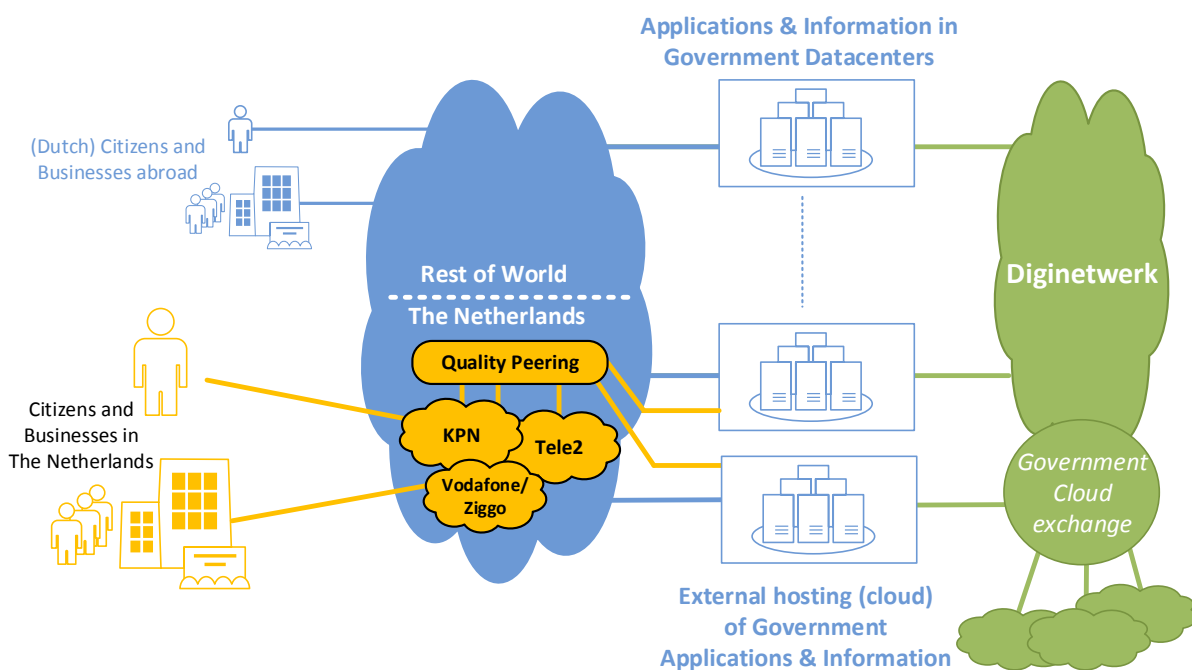 Applications & Information in
Government Datacenters
(Dutch) Citizens and
Businesses abroad
Rest of World
The Netherlands
Diginetwerk
Quality Peering
Citizens and
Businesses in
The Netherlands
KPN
Tele2
Vodafone/
Ziggo
Government
Cloud
exchange
External hosting (cloud)
of Government
Applications & Information